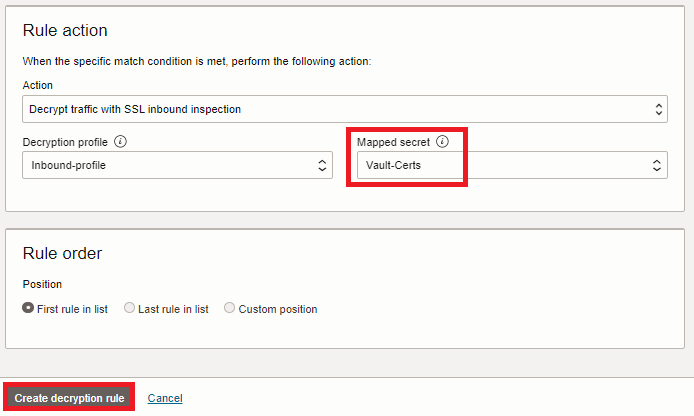 Rule action
When the specific match condition is met, perform the following action:
Action
Decrypt traffic with SSL inbound inspection
Decryption profile i Mapped secret i
Inbound-profile Vault-Certs
Rule order
Position
First rule in list Last rule in list Custom position
Create decryption rule Cancel